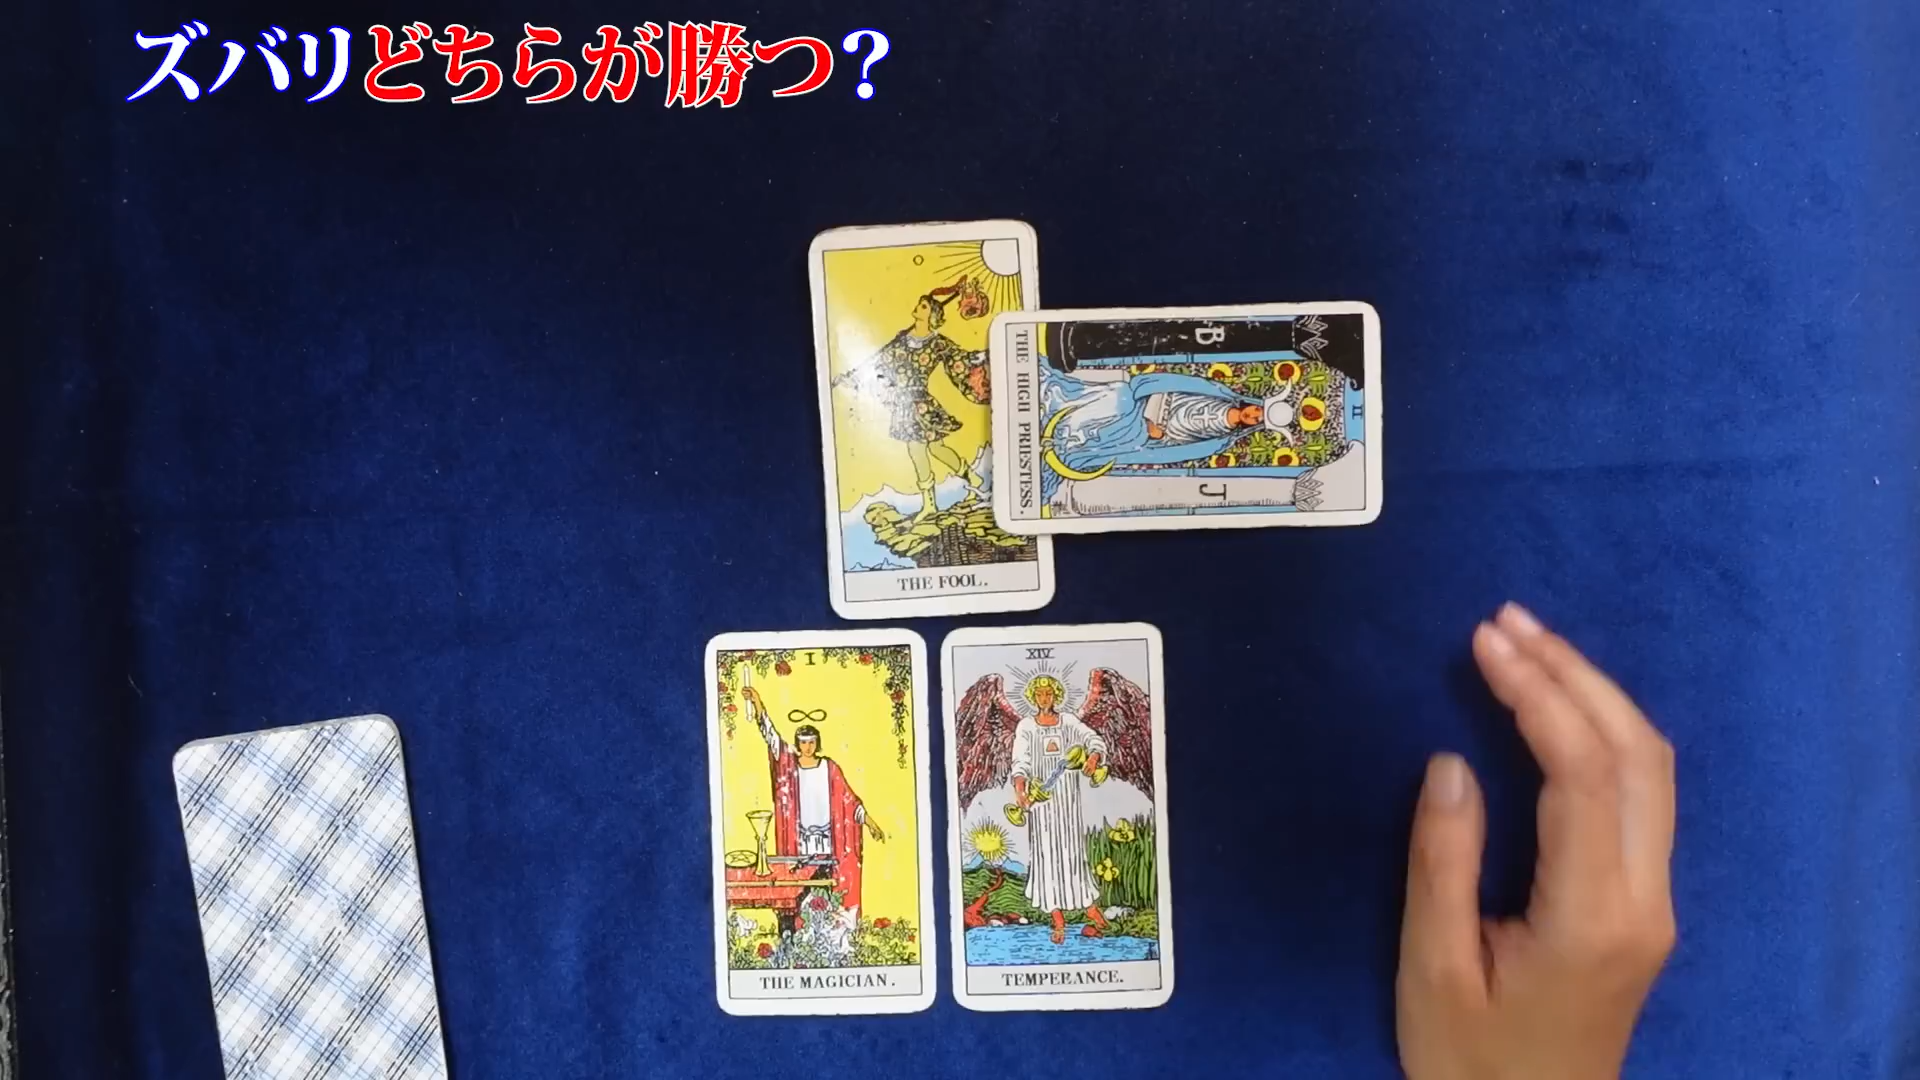 ズバリどちらが勝つ?
THE FOOL.
THE HIGH PRIESTESS.
II
B
J
I
THE MAGICIAN.
XIV
TEMPERANCE.